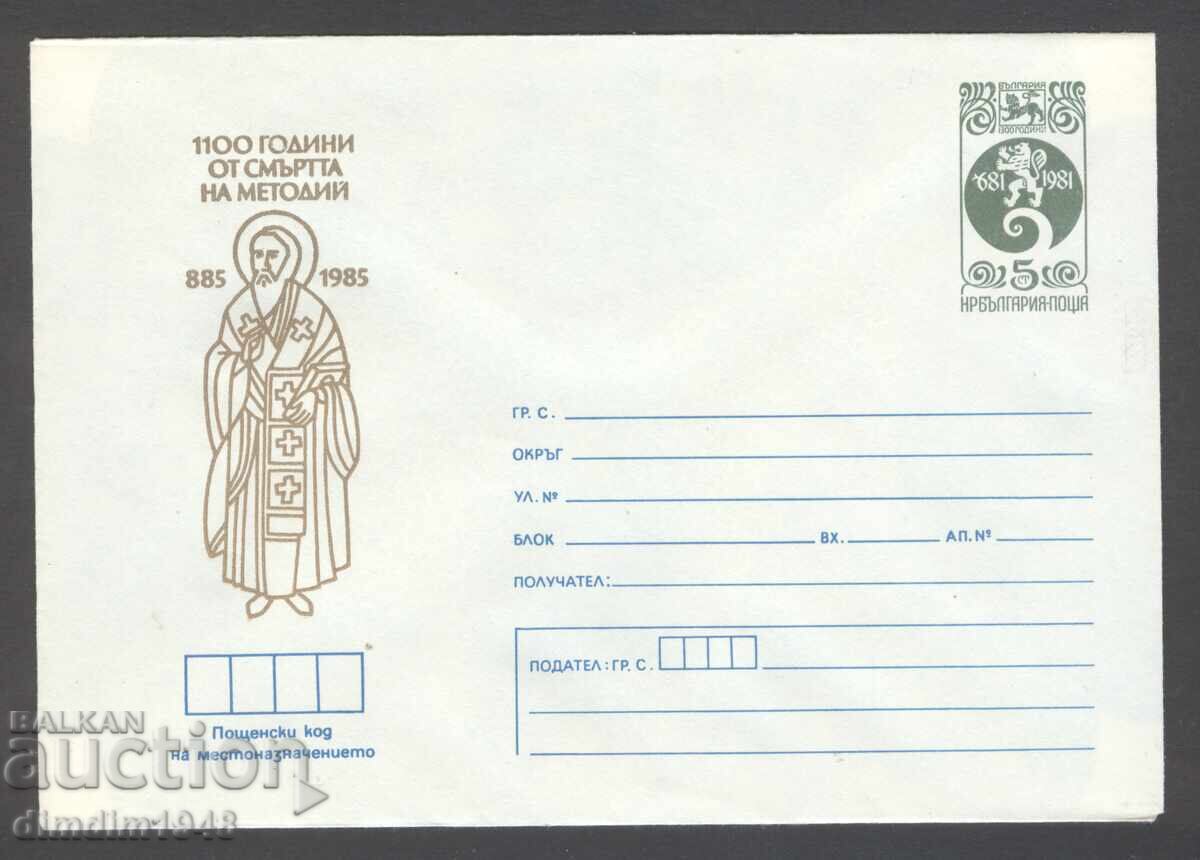 1100 ГОДИНИ
ОТ СМЪРТТА
НА МЕТОДИЙ
885 1985
БЪЛГАРИЯ
1300 ГОДИНИ
681 1981
5 СТ
НРБЪЛГАРИЯ·ПОЩА
ГР. С.
ОКРЪГ
УЛ. №
БЛОК ВХ. АП. №
ПОЛУЧАТЕЛ:
ПОДАТЕЛ: ГР. С.
Пощенски код
на местоназначението
BALKAN
auction
dimdim1948